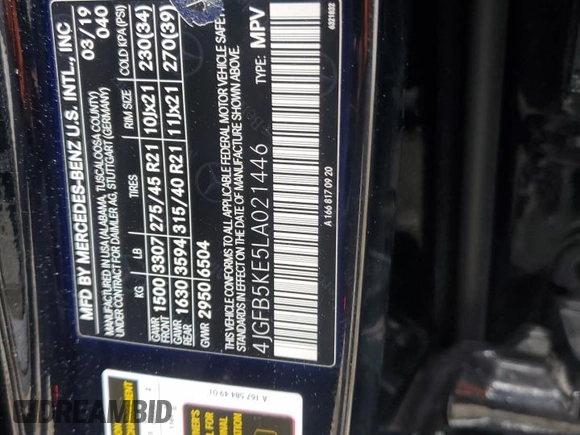 MFD BY MERCEDES-BENZ U.S. INTL., INC
MANUFACTURED IN USA (ALABAMA, TUSCALOOSA COUNTY)
UNDER CONTRACT FOR DAIMLER AG, STUTTGART (GERMANY)
03/19
040
KG LB TIRES RIM SIZE COLD KPA (PSI)
GAWR FRONT 1500 3307 275/45 R21 10Jx21 230(34)
GAWR REAR 1630 3594 315/40 R21 11Jx21 270(39)
GVWR 2950 6504
THIS VEHICLE CONFORMS TO ALL APPLICABLE FEDERAL MOTOR VEHICLE SAFETY
STANDARDS IN EFFECT ON THE DATE OF MANUFACTURE SHOWN ABOVE.
4JGFB5KE5LA021446 TYPE: MPV
A 166 817 09 20
A 167 584 49 01
DREAMBID